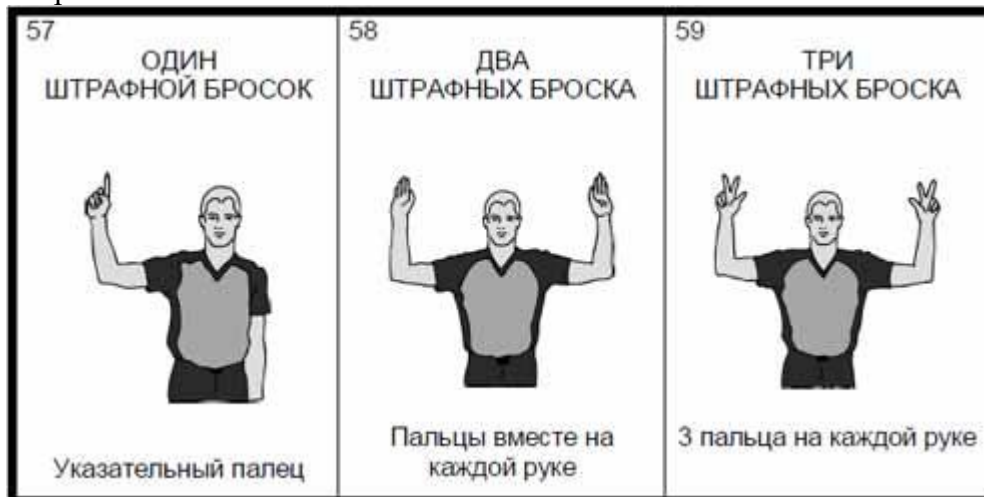 57
ОДИН
ШТРАФНОЙ БРОСОК
Указательный палец
58
ДВА
ШТРАФНЫХ БРОСКА
Пальцы вместе на
каждой руке
59
ТРИ
ШТРАФНЫХ БРОСКА
3 пальца на каждой руке